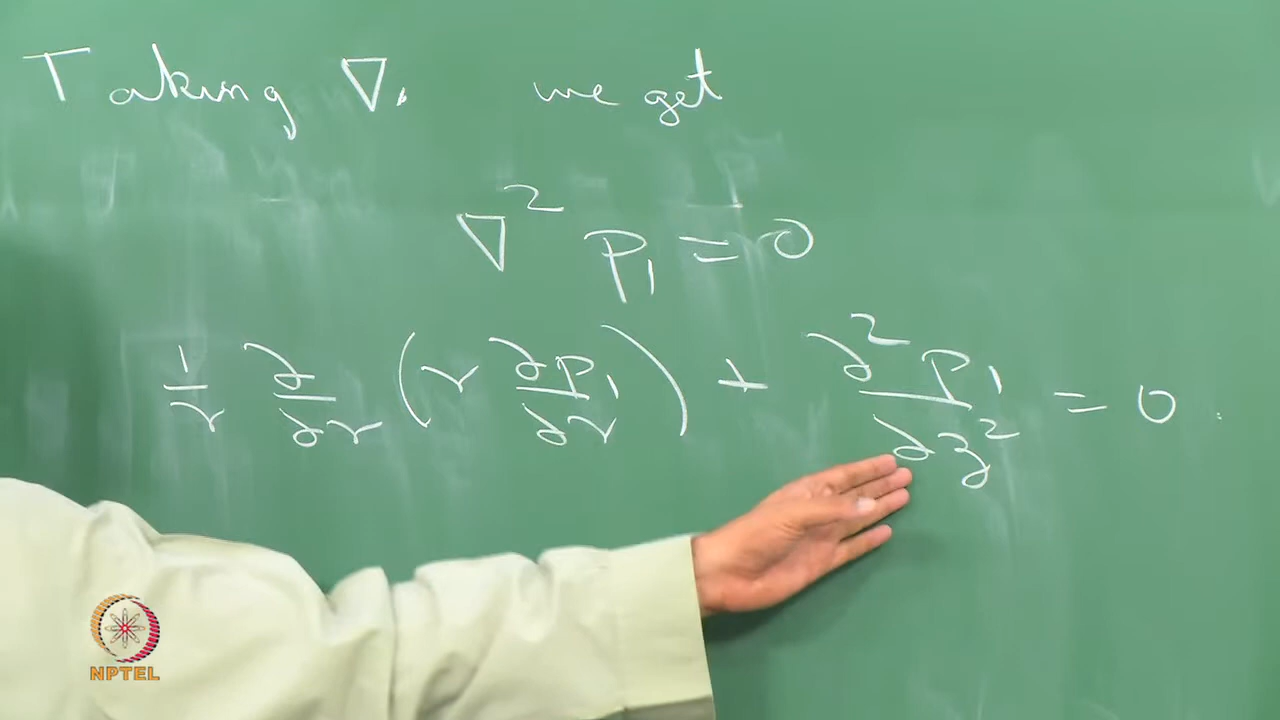 Taking ∇. we get
∇² P₁ = 0
1/r ∂/∂r (r ∂P₁/∂r) + ∂²P₁/∂z² = 0.
NPTEL